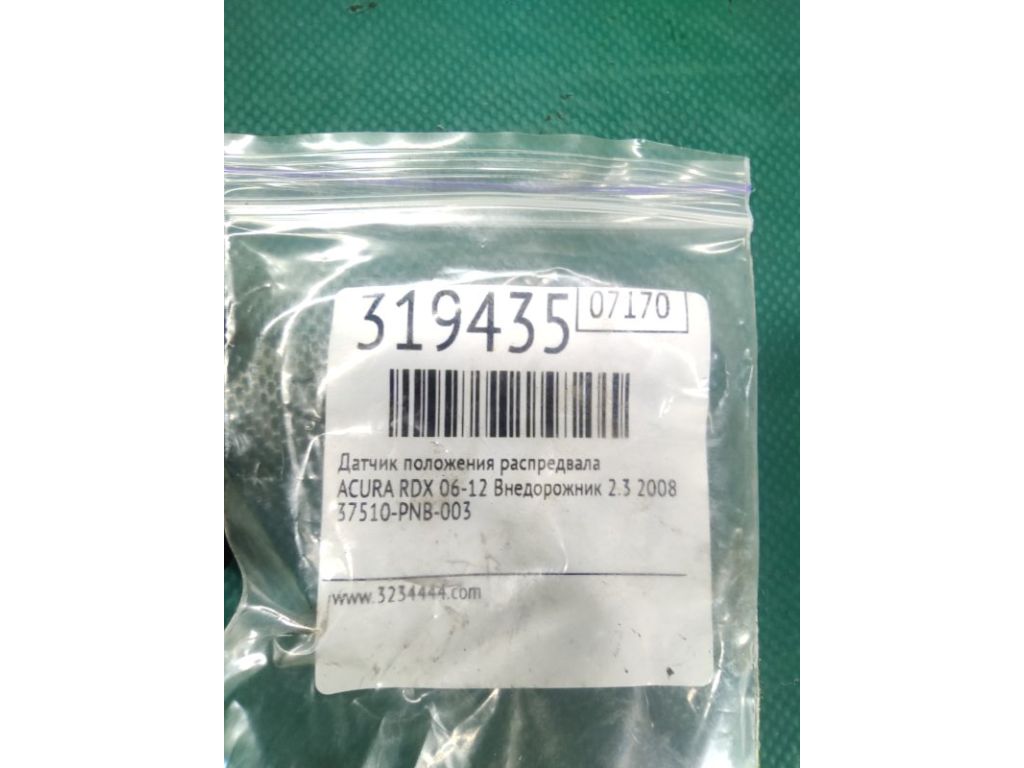 319435 07170
Датчик положения распредвала
ACURA RDX 06-12 Внедорожник 2.3 2008
37510-PNB-003
www.3234444.com